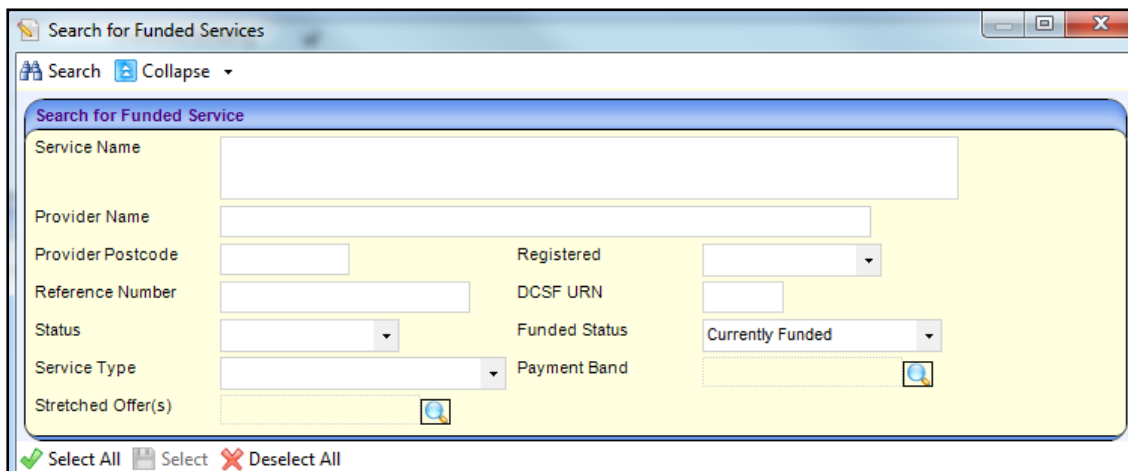 Search for Funded Services
Search Collapse
Search for Funded Service
Service Name
Provider Name
Provider Postcode Registered
Reference Number DCSF URN
Status Funded Status Currently Funded
Service Type Payment Band
Stretched Offer(s)
Select All Select Deselect All